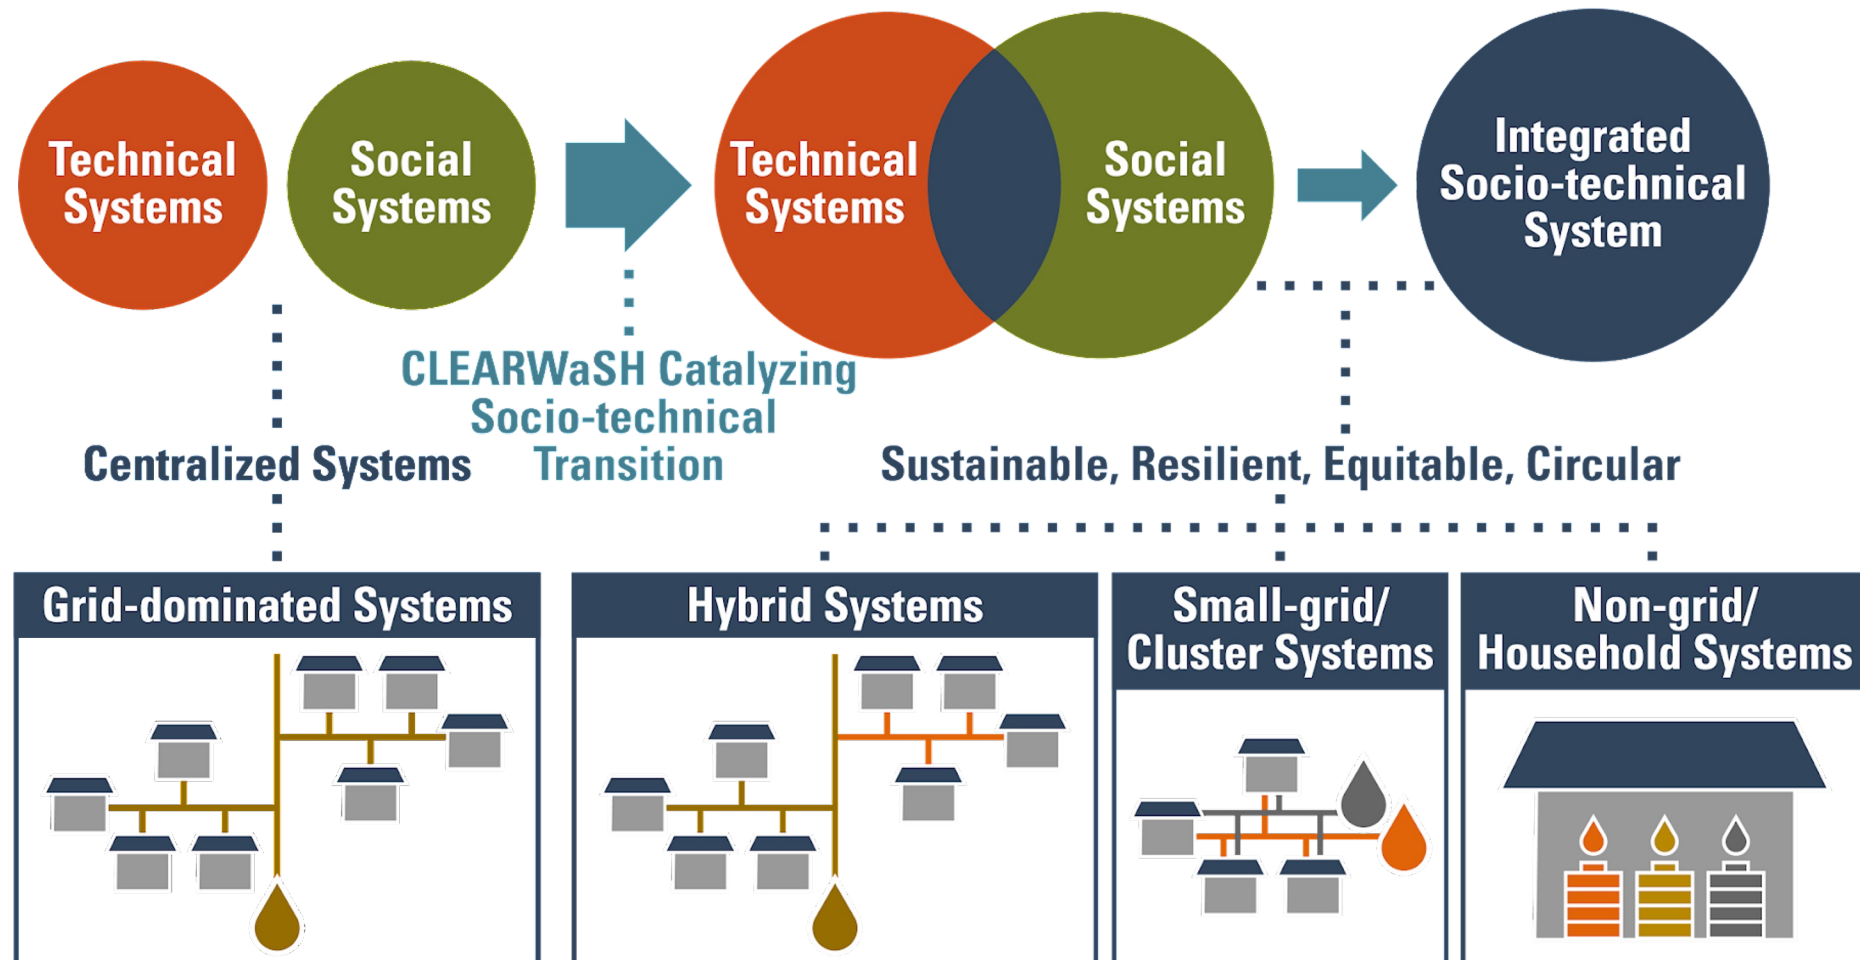 Technical
Systems
Social
Systems
Technical
Systems
Social
Systems
Integrated
Socio-technical
System
CLEARWaSH Catalyzing
Socio-technical
Transition
Centralized Systems
Sustainable, Resilient, Equitable, Circular
Grid-dominated Systems
Hybrid Systems
Small-grid/
Cluster Systems
Non-grid/
Household Systems